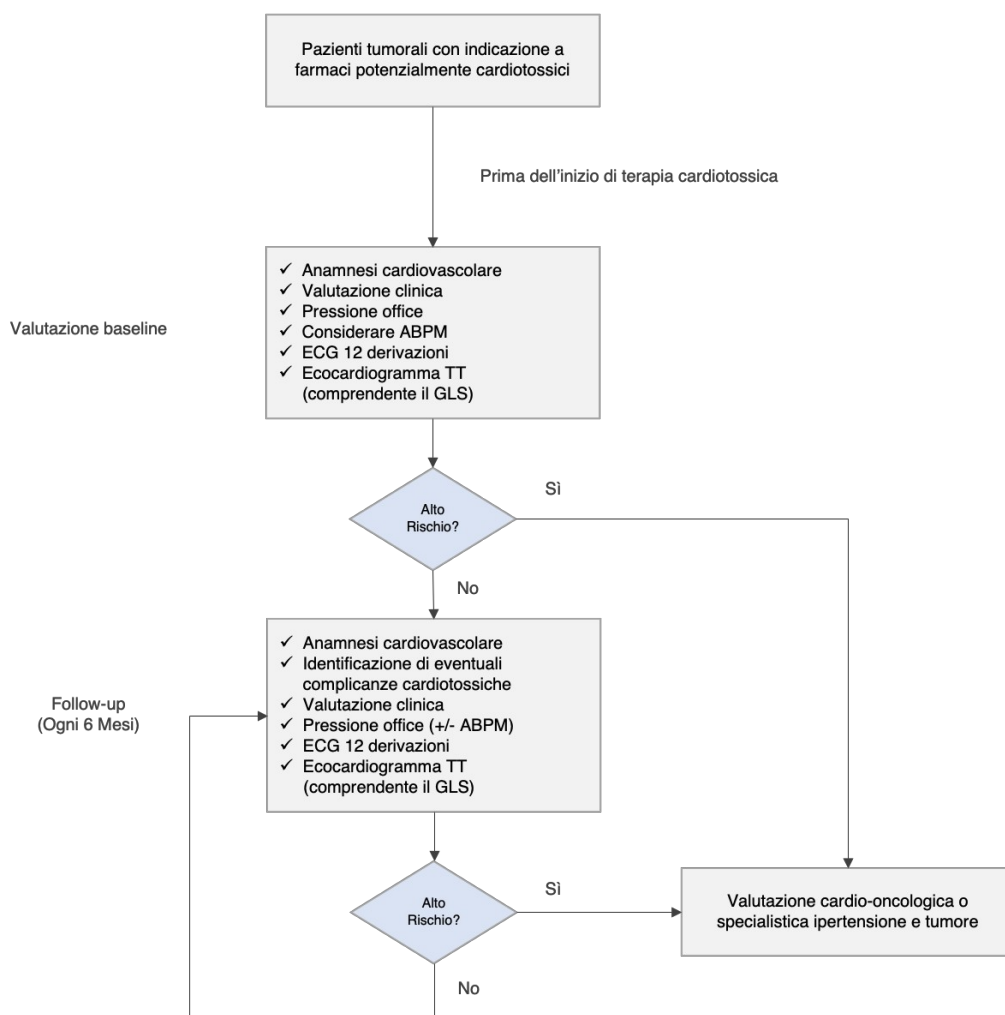 Pazienti tumorali con indicazione a
farmaci potenzialmente cardiotossici
Prima dell'inizio di terapia cardiotossica
Valutazione baseline
✓ Anamnesi cardiovascolare
✓ Valutazione clinica
✓ Pressione office
✓ Considerare ABPM
✓ ECG 12 derivazioni
✓ Ecocardiogramma TT
(comprendente il GLS)
Alto
Rischio?
Sì
No
Follow-up
(Ogni 6 Mesi)
✓ Anamnesi cardiovascolare
✓ Identificazione di eventuali
complicanze cardiotossiche
✓ Valutazione clinica
✓ Pressione office (+/- ABPM)
✓ ECG 12 derivazioni
✓ Ecocardiogramma TT
(comprendente il GLS)
Alto
Rischio?
Sì
Valutazione cardio-oncologica o
specialistica ipertensione e tumore
No